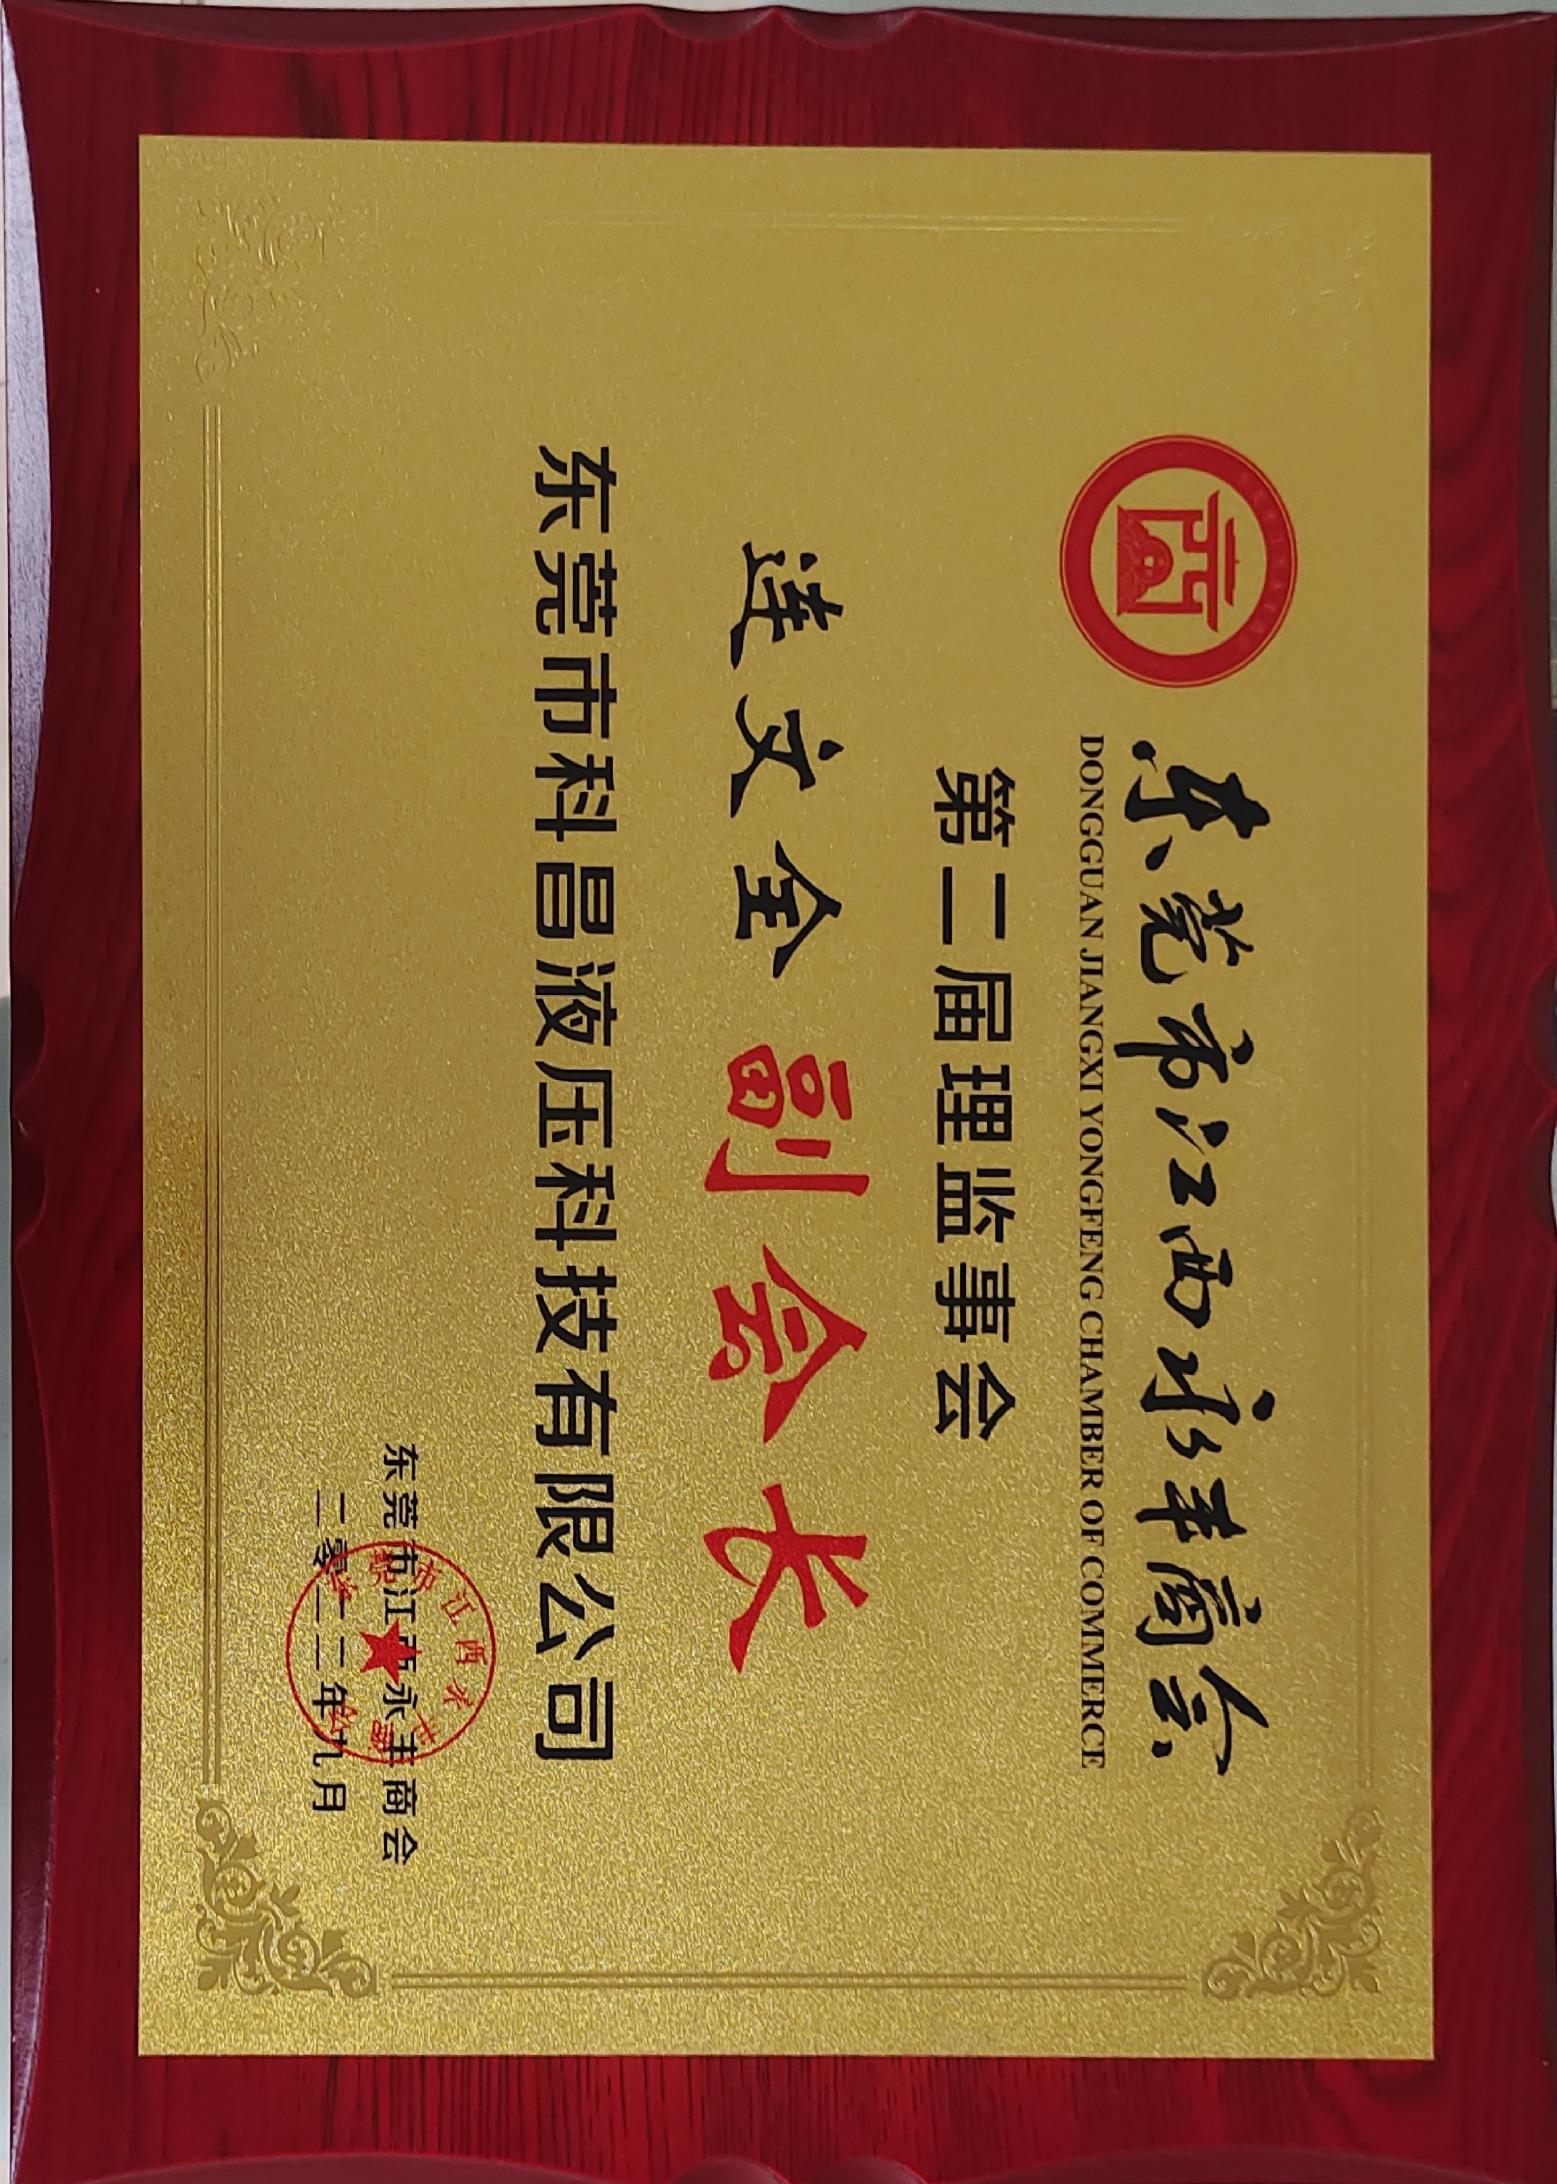 东莞市江西永丰商会
DONGGUAN JIANGXI YONGFENG CHAMBER OF COMMERCE
第二届理监事会
连文全 副会长
东莞市科昌液压科技有限公司
东莞市江西永丰商会
二零二二年九月